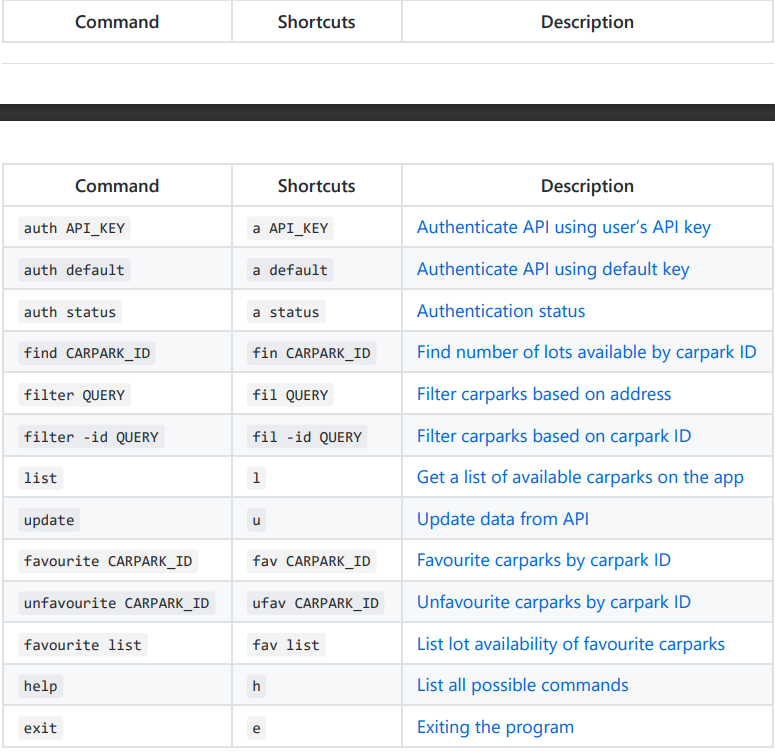 Command Shortcuts Description
Command Shortcuts Description
auth API_KEY a API_KEY Authenticate API using user’s API key
auth default a default Authenticate API using default key
auth status a status Authentication status
find CARPARK_ID fin CARPARK_ID Find number of lots available by carpark ID
filter QUERY fil QUERY Filter carparks based on address
filter -id QUERY fil -id QUERY Filter carparks based on carpark ID
list l Get a list of available carparks on the app
update u Update data from API
favourite CARPARK_ID fav CARPARK_ID Favourite carparks by carpark ID
unfavourite CARPARK_ID ufav CARPARK_ID Unfavourite carparks by carpark ID
favourite list fav list List lot availability of favourite carparks
help h List all possible commands
exit e Exiting the program